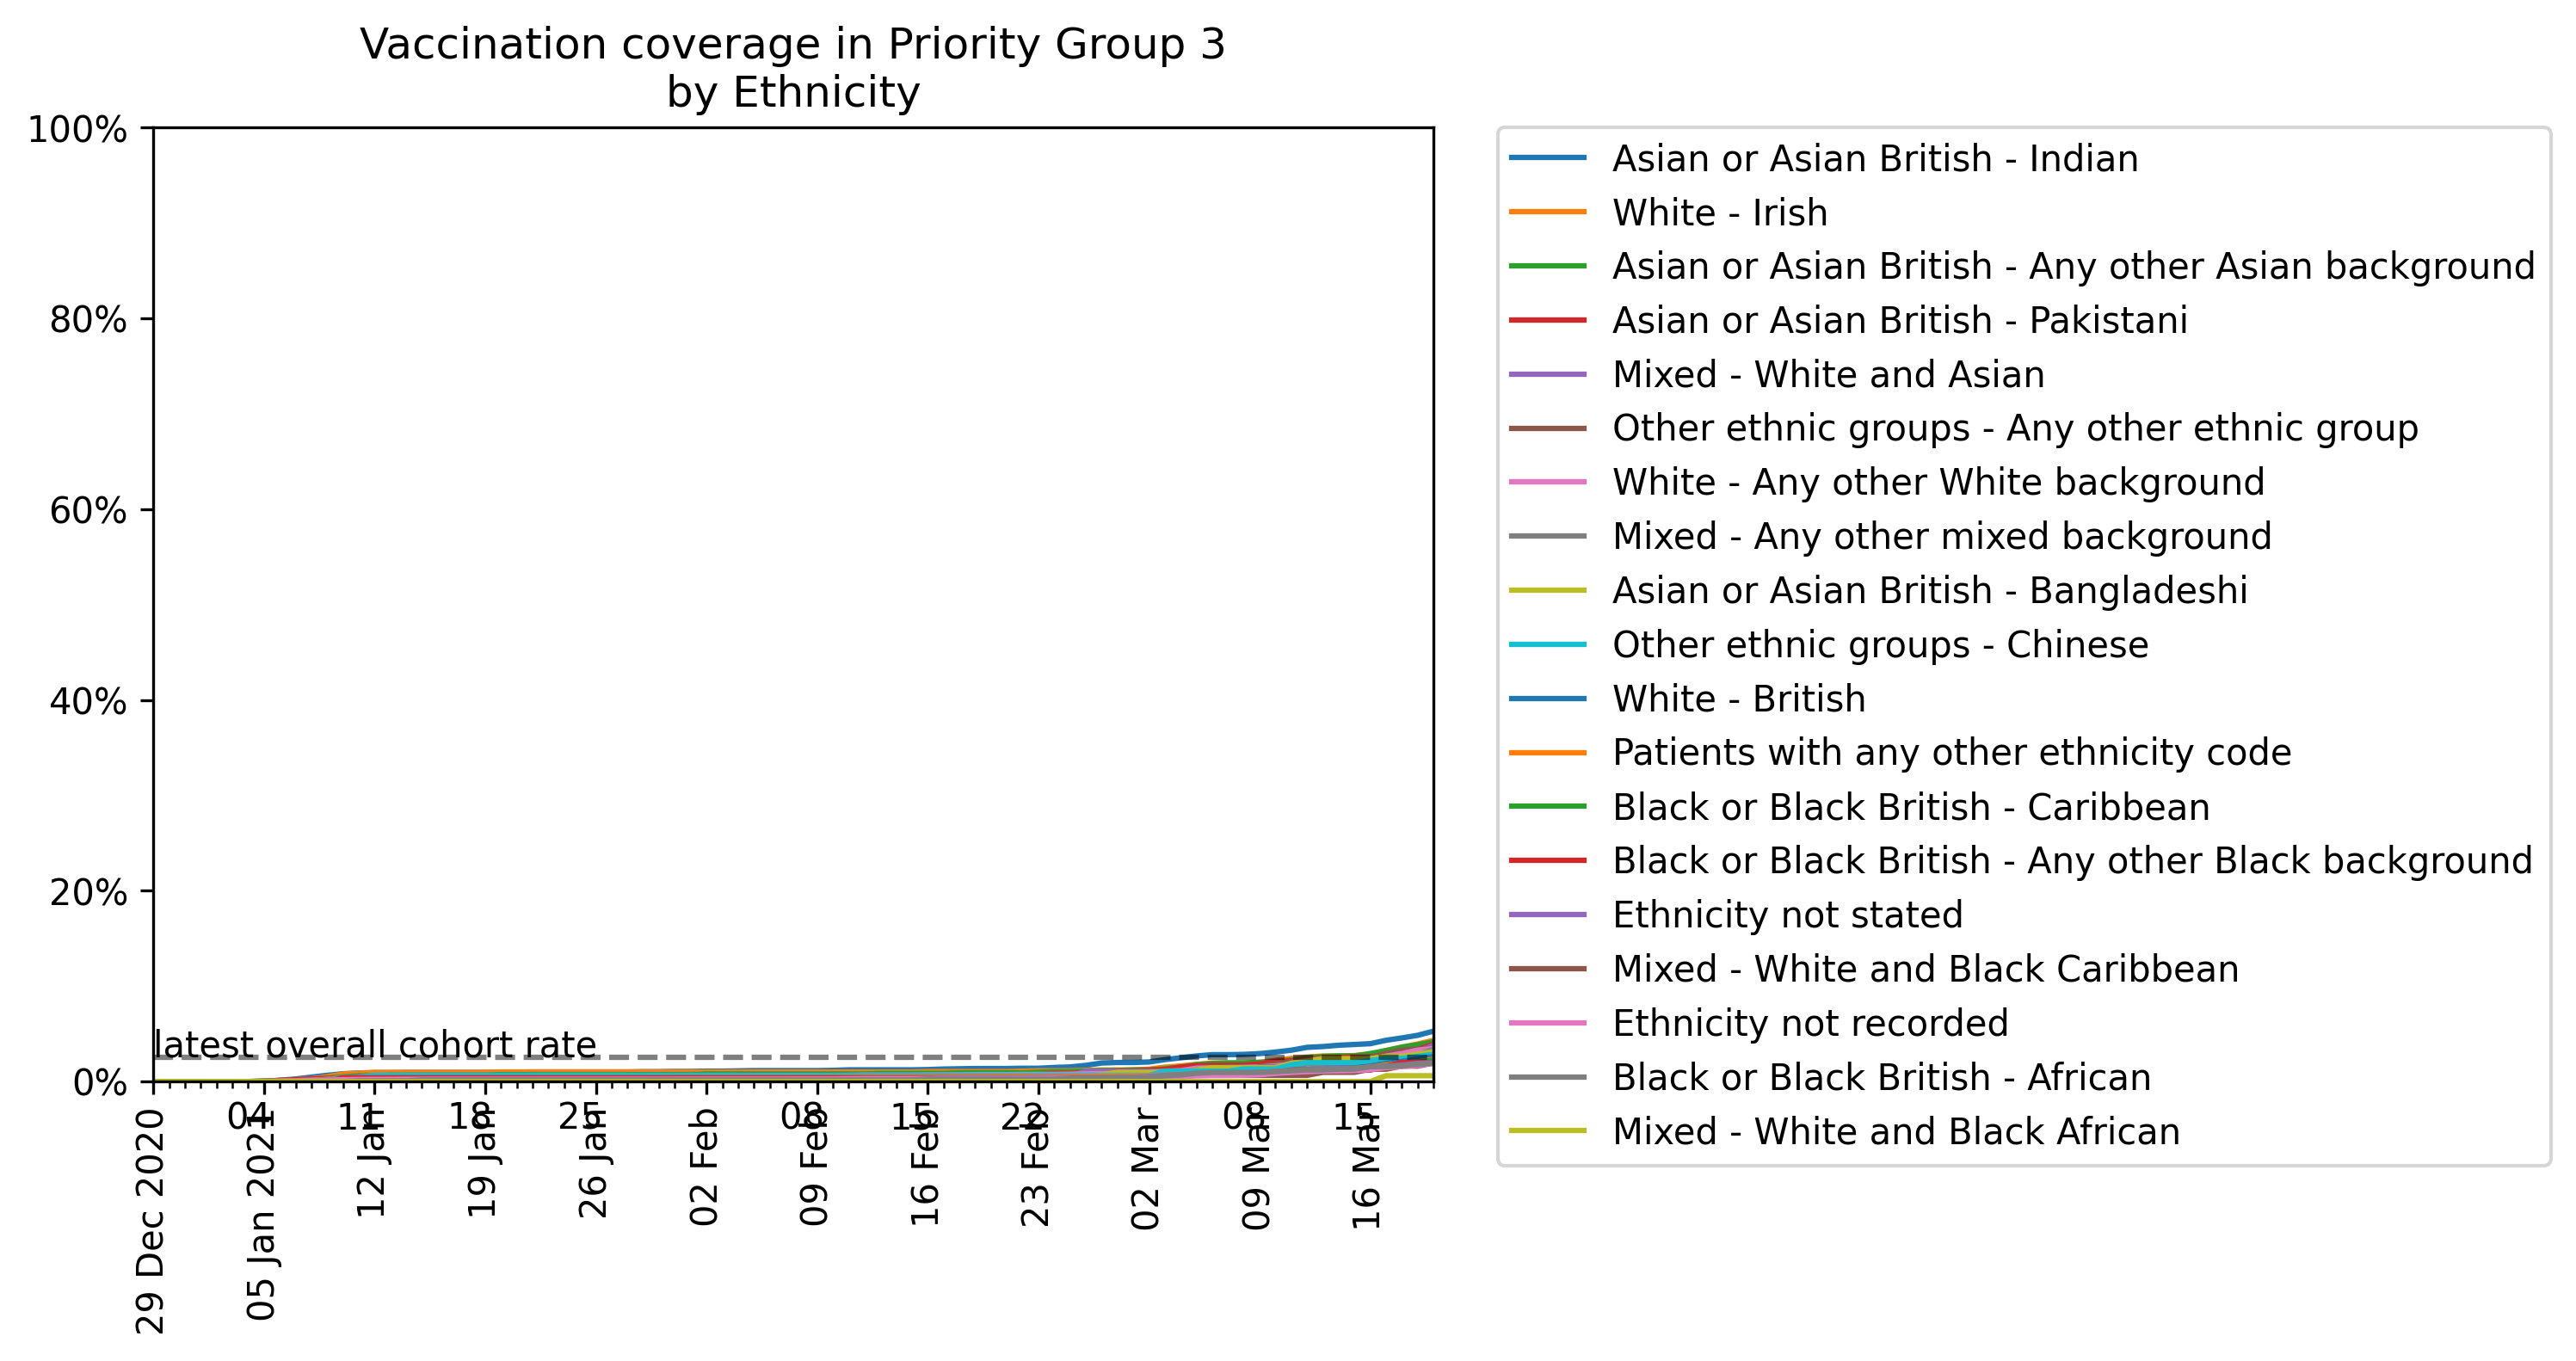 Vaccination coverage in Priority Group 3
by Ethnicity
100%
80%
60%
40%
20%
0%
latest overall cohort rate
04
11
18
25
08
15
22
08
15
29 Dec 2020
05 Jan 2021
12 Jan
19 Jan
26 Jan
02 Feb
09 Feb
16 Feb
23 Feb
02 Mar
09 Mar
16 Mar
Asian or Asian British - Indian
White - Irish
Asian or Asian British - Any other Asian background
Asian or Asian British - Pakistani
Mixed - White and Asian
Other ethnic groups - Any other ethnic group
White - Any other White background
Mixed - Any other mixed background
Asian or Asian British - Bangladeshi
Other ethnic groups - Chinese
White - British
Patients with any other ethnicity code
Black or Black British - Caribbean
Black or Black British - Any other Black background
Ethnicity not stated
Mixed - White and Black Caribbean
Ethnicity not recorded
Black or Black British - African
Mixed - White and Black African